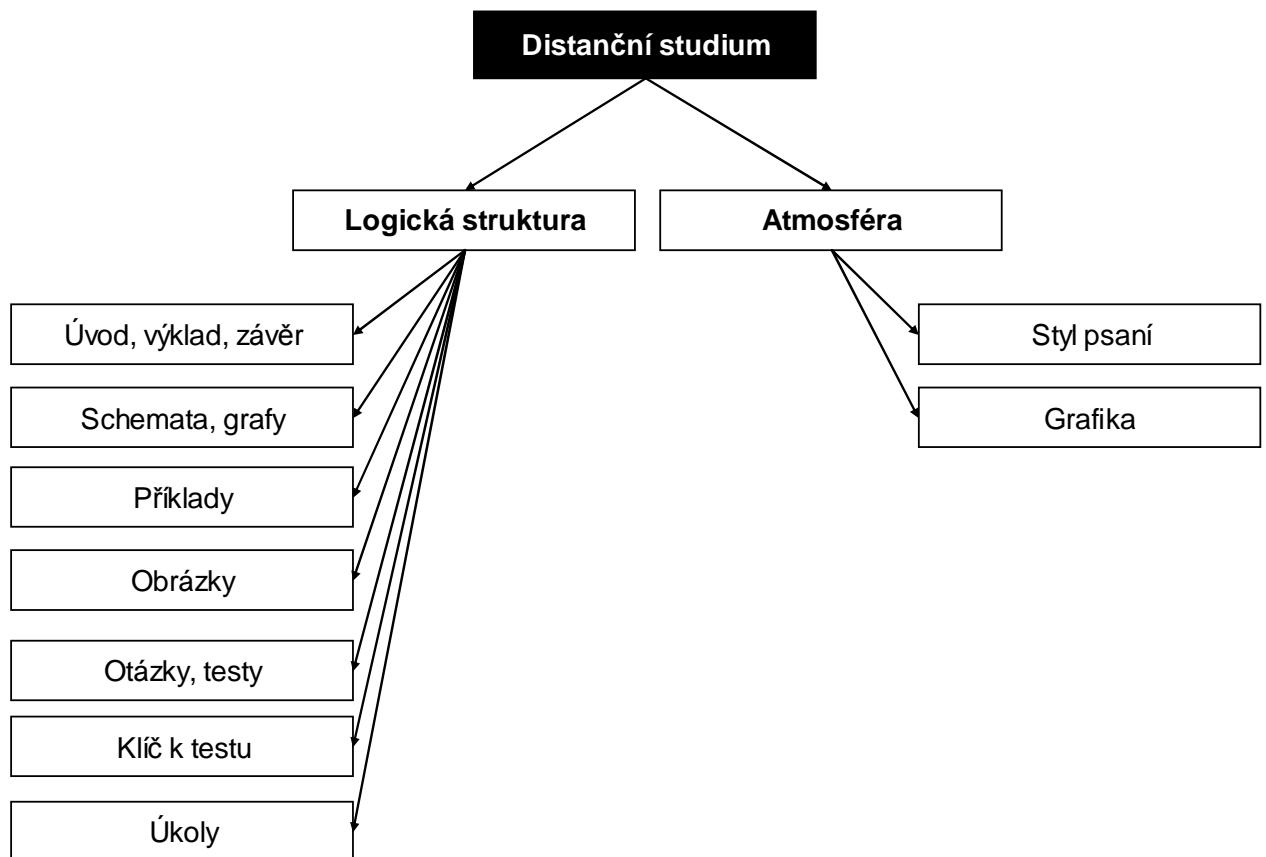 Distanční studium
Logická struktura
Atmosféra
Úvod, výklad, závěr
Schemata, grafy
Příklady
Obrázky
Otázky, testy
Klíč k testu
Úkoly
Styl psaní
Grafika